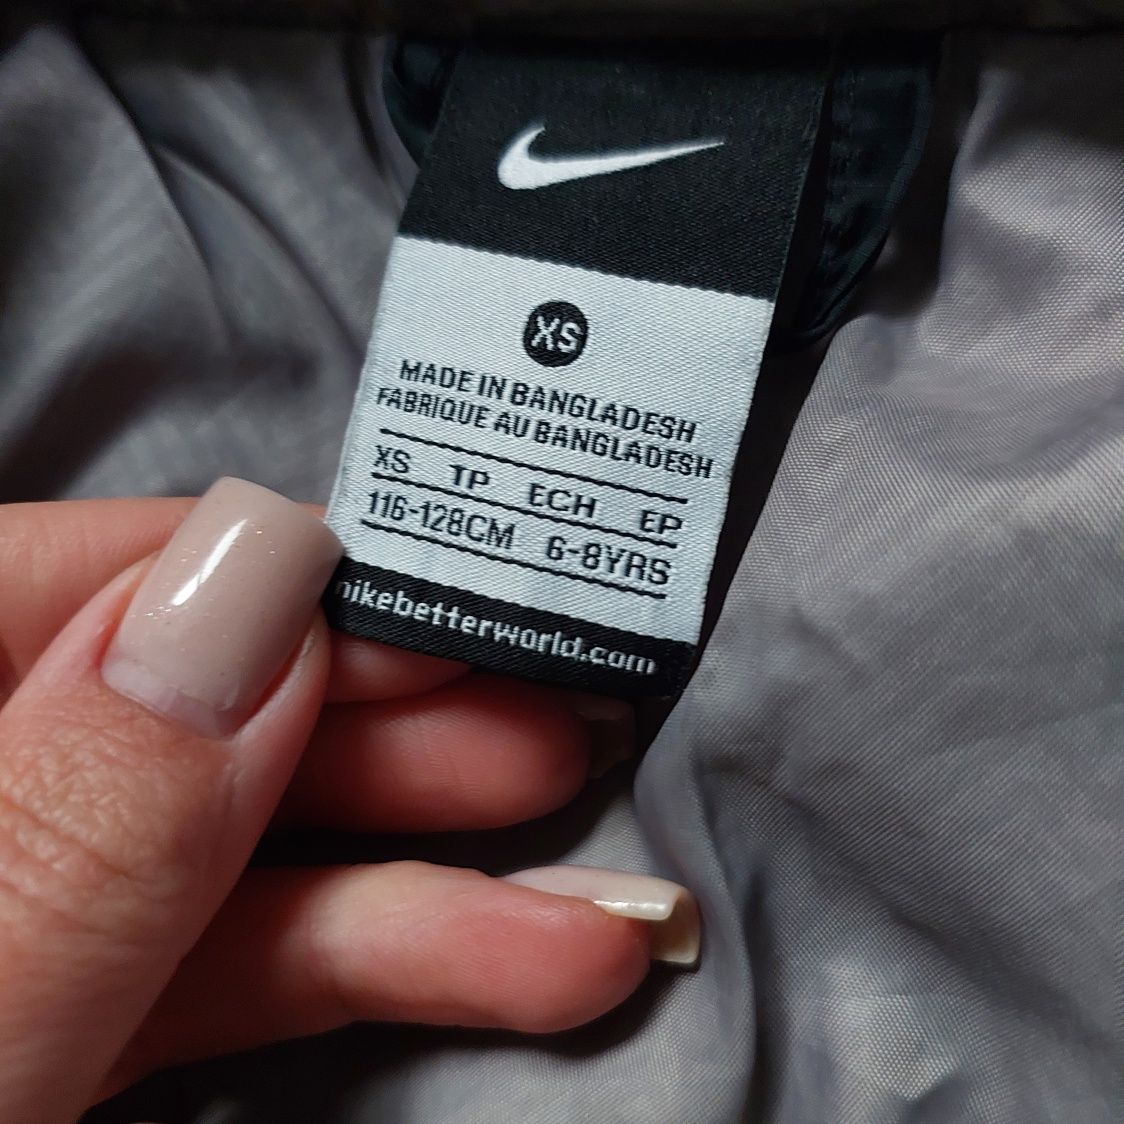 XS
MADE IN BANGLADESH
FABRIQUE AU BANGLADESH
XS TP ECH EP
116-128CM 6-8YRS
nikebetterworld.com